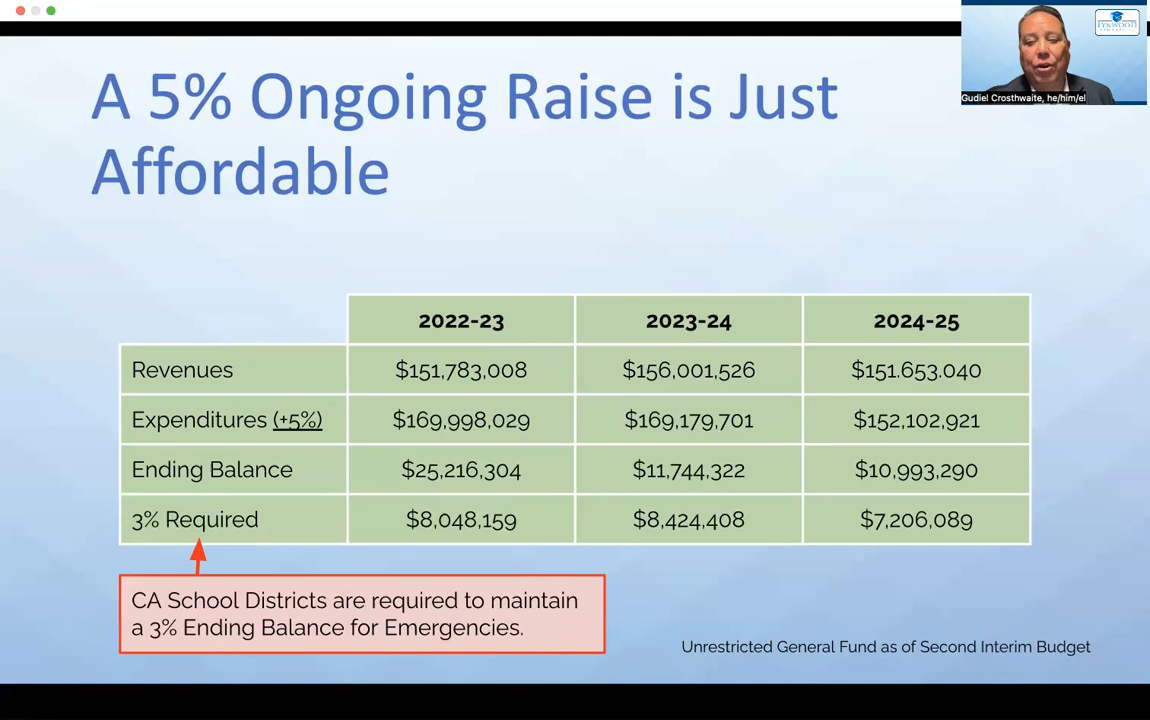 LYNWOOD
Gudiel Crosthwaite, he/him/el
A 5% Ongoing Raise is Just
Affordable
2022-23 2023-24 2024-25
Revenues $151,783,008 $156,001,526 $151.653.040
Expenditures (+5%) $169,998,029 $169,179,701 $152,102,921
Ending Balance $25,216,304 $11,744,322 $10,993,290
3% Required $8,048,159 $8,424,408 $7,206,089
CA School Districts are required to maintain
a 3% Ending Balance for Emergencies.
Unrestricted General Fund as of Second Interim Budget